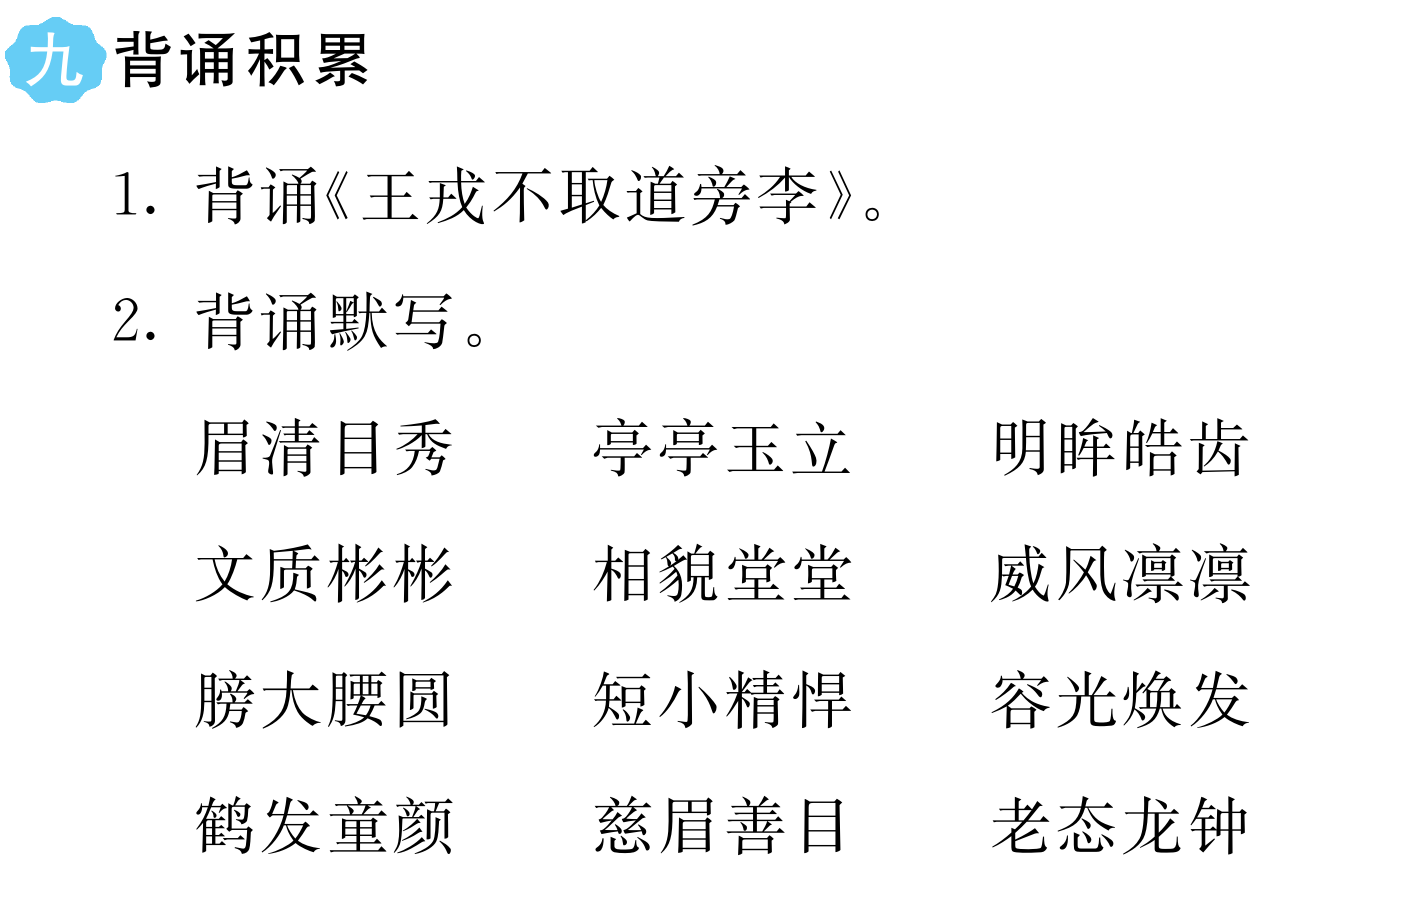 九 背诵积累
1. 背诵《王戎不取道旁李》。
2. 背诵默写。
眉清目秀 亭亭玉立 明眸皓齿
文质彬彬 相貌堂堂 威风凛凛
膀大腰圆 短小精悍 容光焕发
鹤发童颜 慈眉善目 老态龙钟